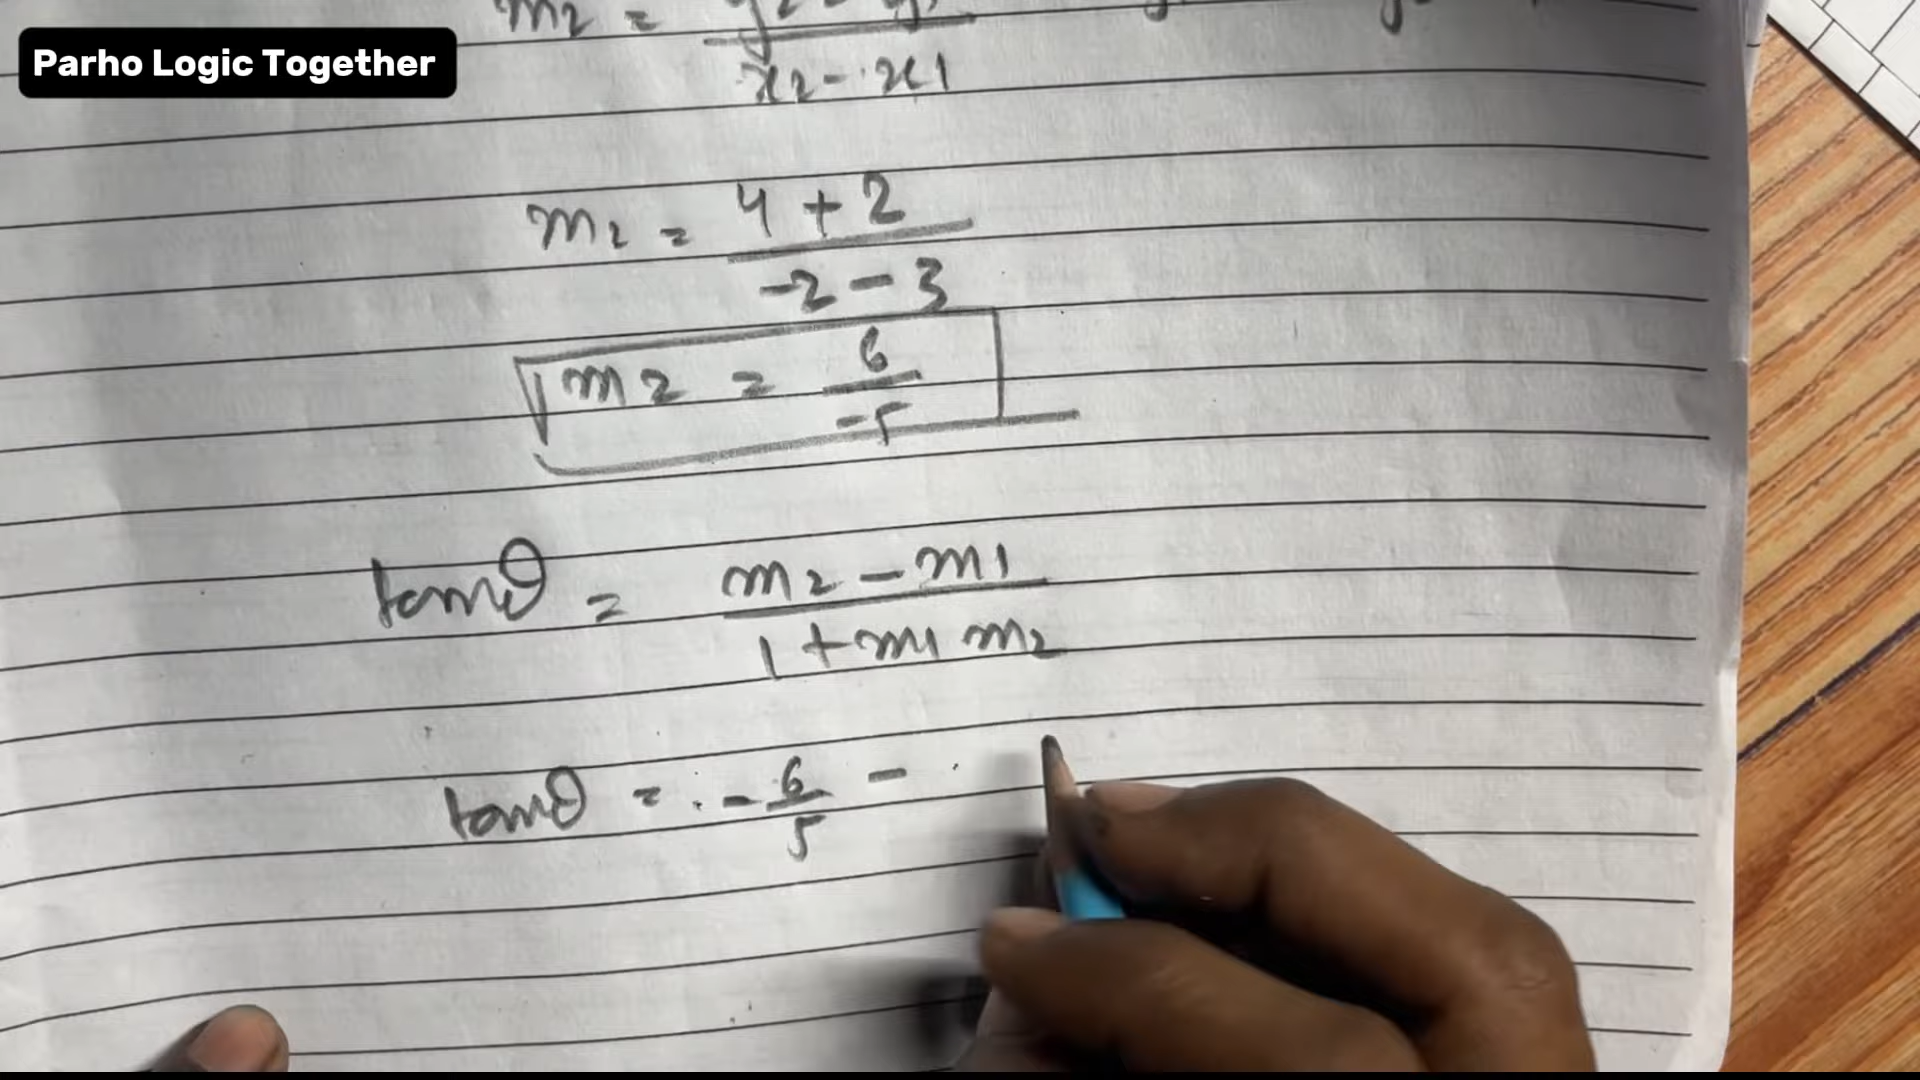 Parho Logic Together
m2 =
x2 - x1
m2 = 4 + 2
-2 - 3
m2 = 6
-5
tanθ = m2 - m1
1 + m1 m2
tanθ = - 6 -
5